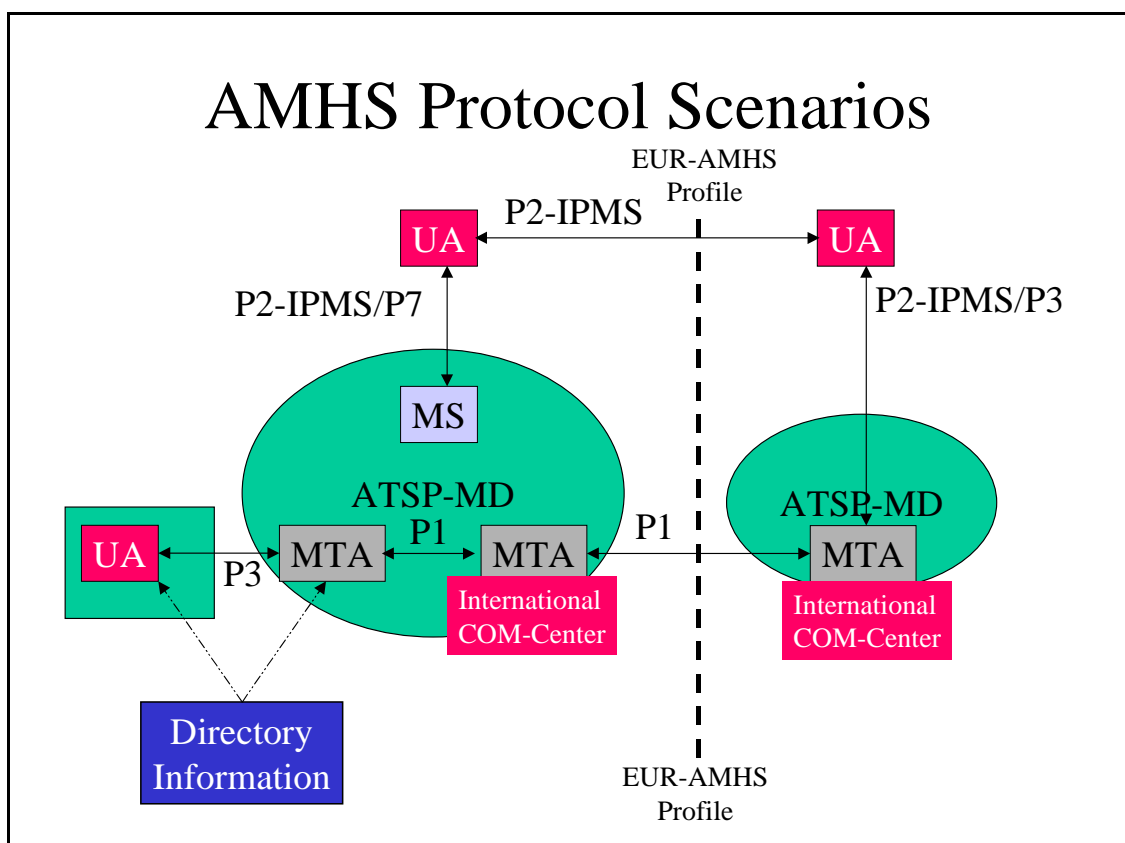 AMHS Protocol Scenarios
EUR-AMHS
Profile
P2-IPMS
UA
UA
P2-IPMS/P7
P2-IPMS/P3
MS
ATSP-MD
ATSP-MD
P1
P1
UA
MTA
MTA
MTA
P3
International
COM-Center
International
COM-Center
Directory
Information
EUR-AMHS
Profile